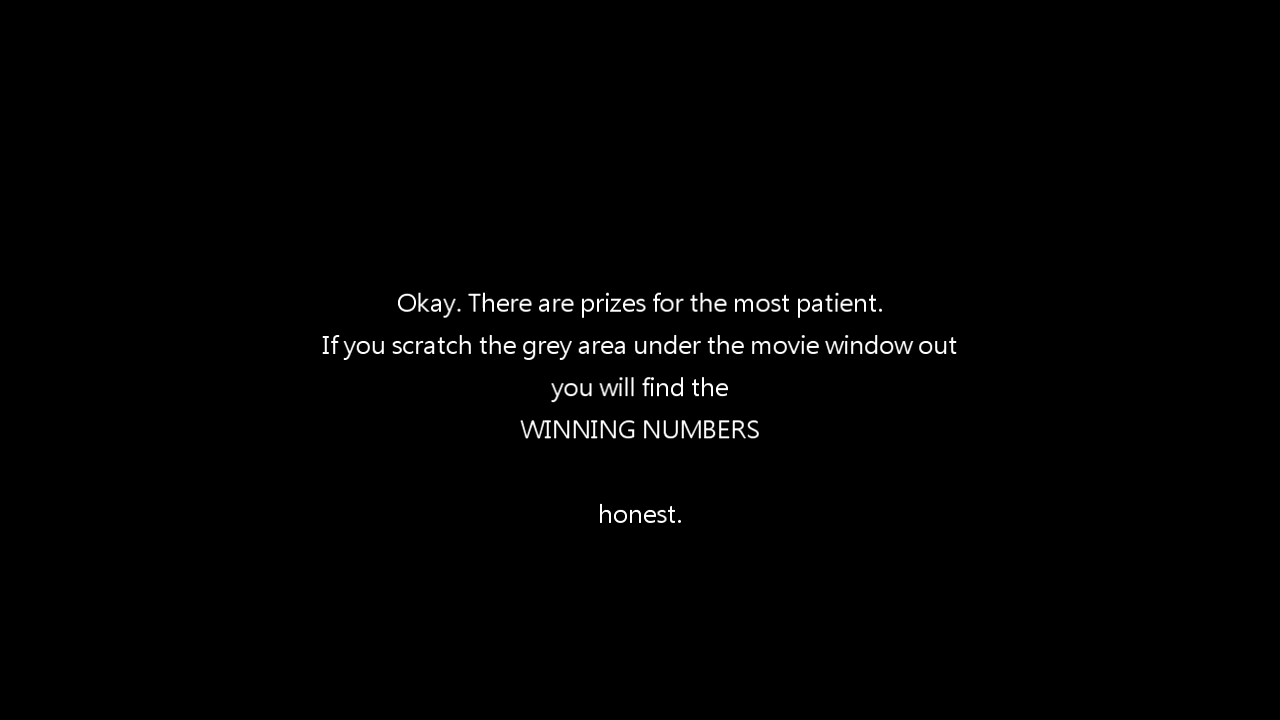 Okay. There are prizes for the most patient.
If you scratch the grey area under the movie window out
you will find the
WINNING NUMBERS
honest.